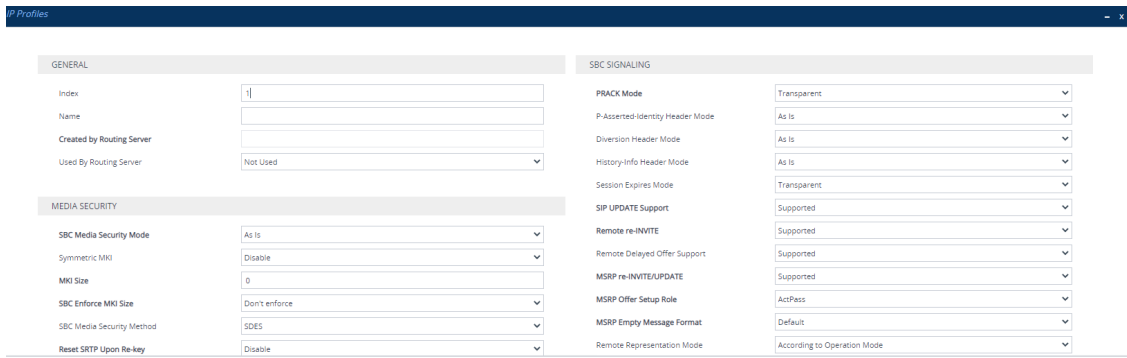 IP Profiles
– x
GENERAL
Index 1
Name
Created by Routing Server
Used By Routing Server Not Used
MEDIA SECURITY
SBC Media Security Mode As Is
Symmetric MKI Disable
MKI Size 0
SBC Enforce MKI Size Don't enforce
SBC Media Security Method SDES
Reset SRTP Upon Re-key Disable
SBC SIGNALING
PRACK Mode Transparent
P-Asserted-Identity Header Mode As Is
Diversion Header Mode As Is
History-Info Header Mode As Is
Session Expires Mode Transparent
SIP UPDATE Support Supported
Remote re-INVITE Supported
Remote Delayed Offer Support Supported
MSRP re-INVITE/UPDATE Supported
MSRP Offer Setup Role ActPass
MSRP Empty Message Format Default
Remote Representation Mode According to Operation Mode